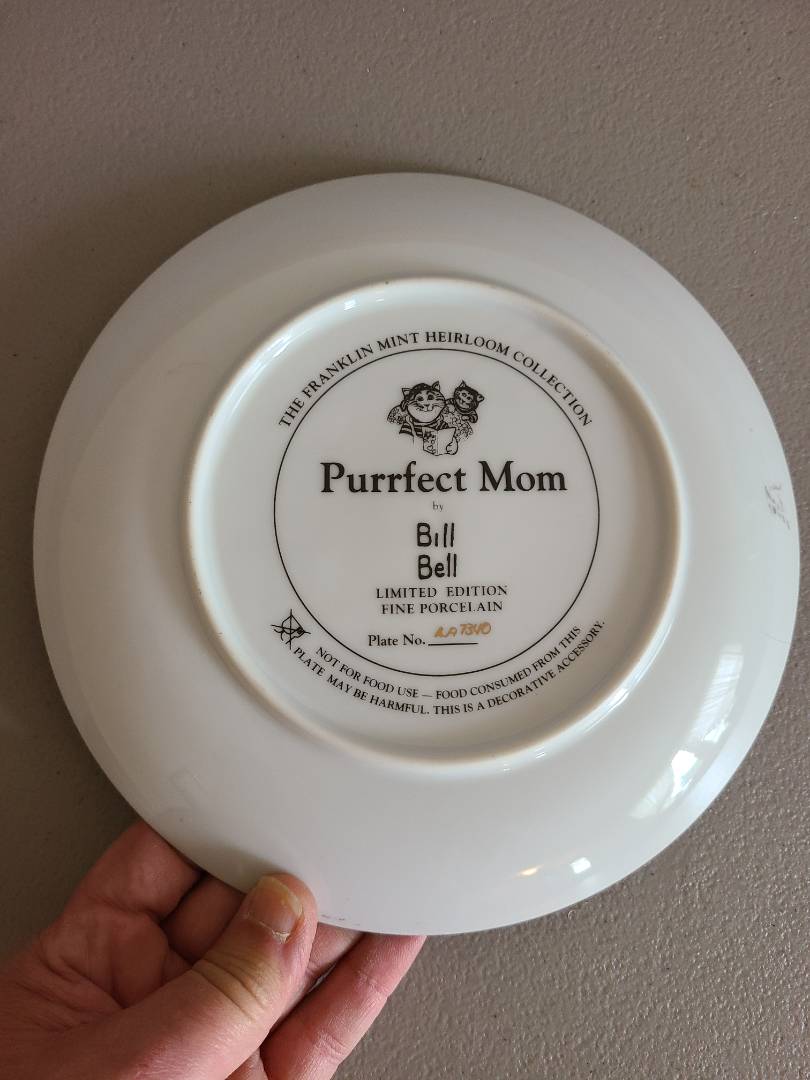 THE FRANKLIN MINT HEIRLOOM COLLECTION
Purrfect Mom
by
Bill
Bell
LIMITED EDITION
FINE PORCELAIN
Plate No.
NOT FOR FOOD USE — FOOD CONSUMED FROM THIS
PLATE MAY BE HARMFUL. THIS IS A DECORATIVE ACCESSORY.